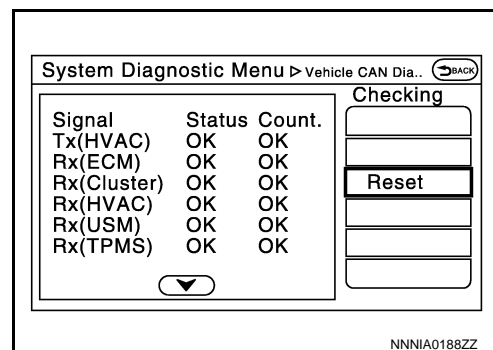 System Diagnostic Menu ▷ Vehicle CAN Dia.. BACK
Checking
Signal Status Count.
Tx(HVAC) OK OK
Rx(ECM) OK OK
Rx(Cluster) OK OK
Rx(HVAC) OK OK
Rx(USM) OK OK
Rx(TPMS) OK OK
Reset
NNNIA0188ZZ